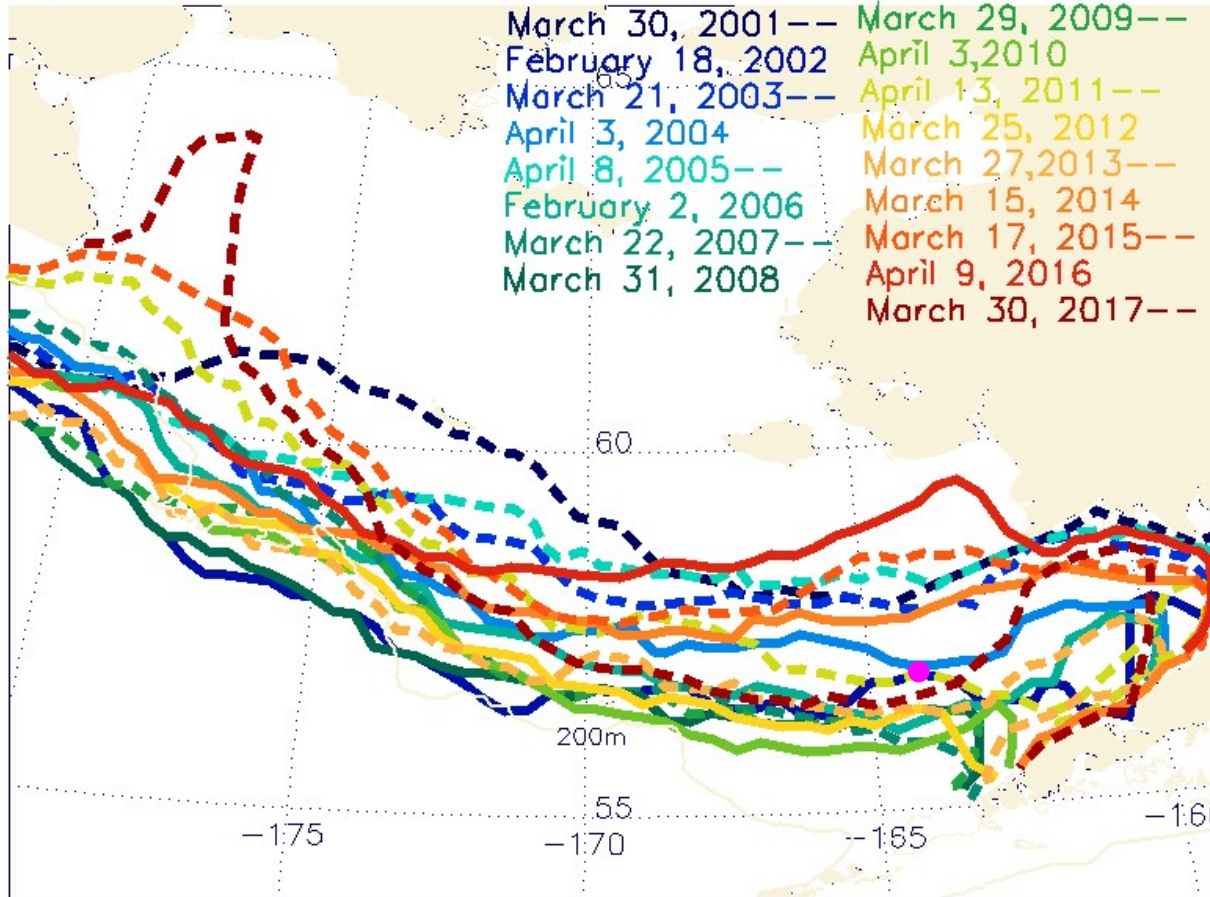 March 30, 2001--
February 18, 2002
March 21, 2003--
April 3, 2004
April 8, 2005--
February 2, 2006
March 22, 2007--
March 31, 2008
March 29, 2009--
April 3,2010
April 13, 2011--
March 25, 2012
March 27,2013--
March 15, 2014
March 17, 2015--
April 9, 2016
March 30, 2017--
65
60
200m
55
-175
-170
-165
-160